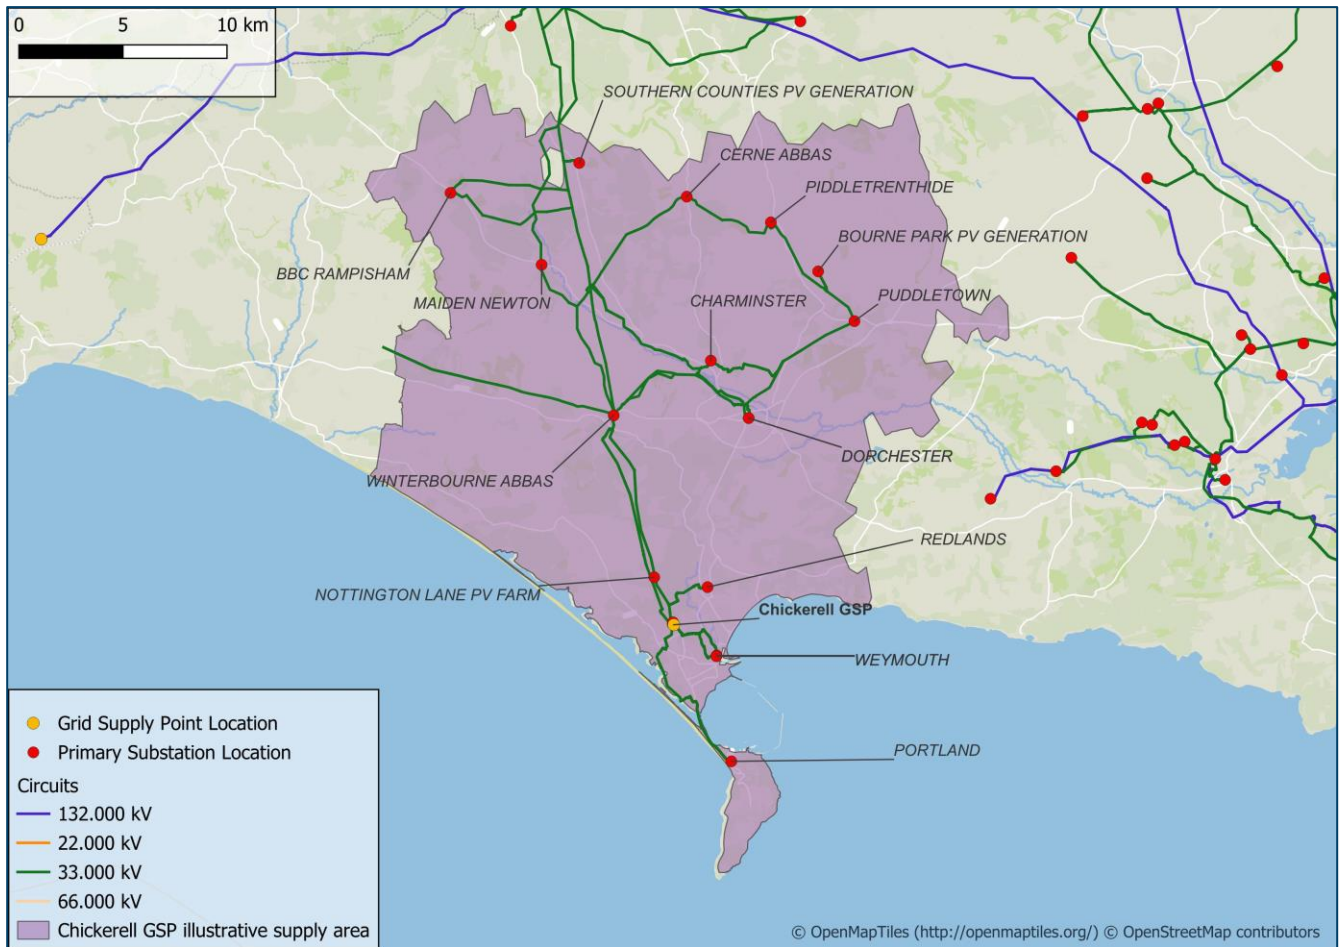 0 5 10 km
SOUTHERN COUNTIES PV GENERATION
CERNE ABBAS
PIDDLETRENTHIDE
BOURNE PARK PV GENERATION
BBC RAMPISHAM
MAIDEN NEWTON
CHARMINSTER
PUDDLETOWN
WINTERBOURNE ABBAS
DORCHESTER
REDLANDS
NOTTINGTON LANE PV FARM
Chickerell GSP
WEYMOUTH
PORTLAND
Grid Supply Point Location
Primary Substation Location
Circuits
132.000 kV
22.000 kV
33.000 kV
66.000 kV
Chickerell GSP illustrative supply area
© OpenMapTiles (http://openmaptiles.org/) © OpenStreetMap contributors